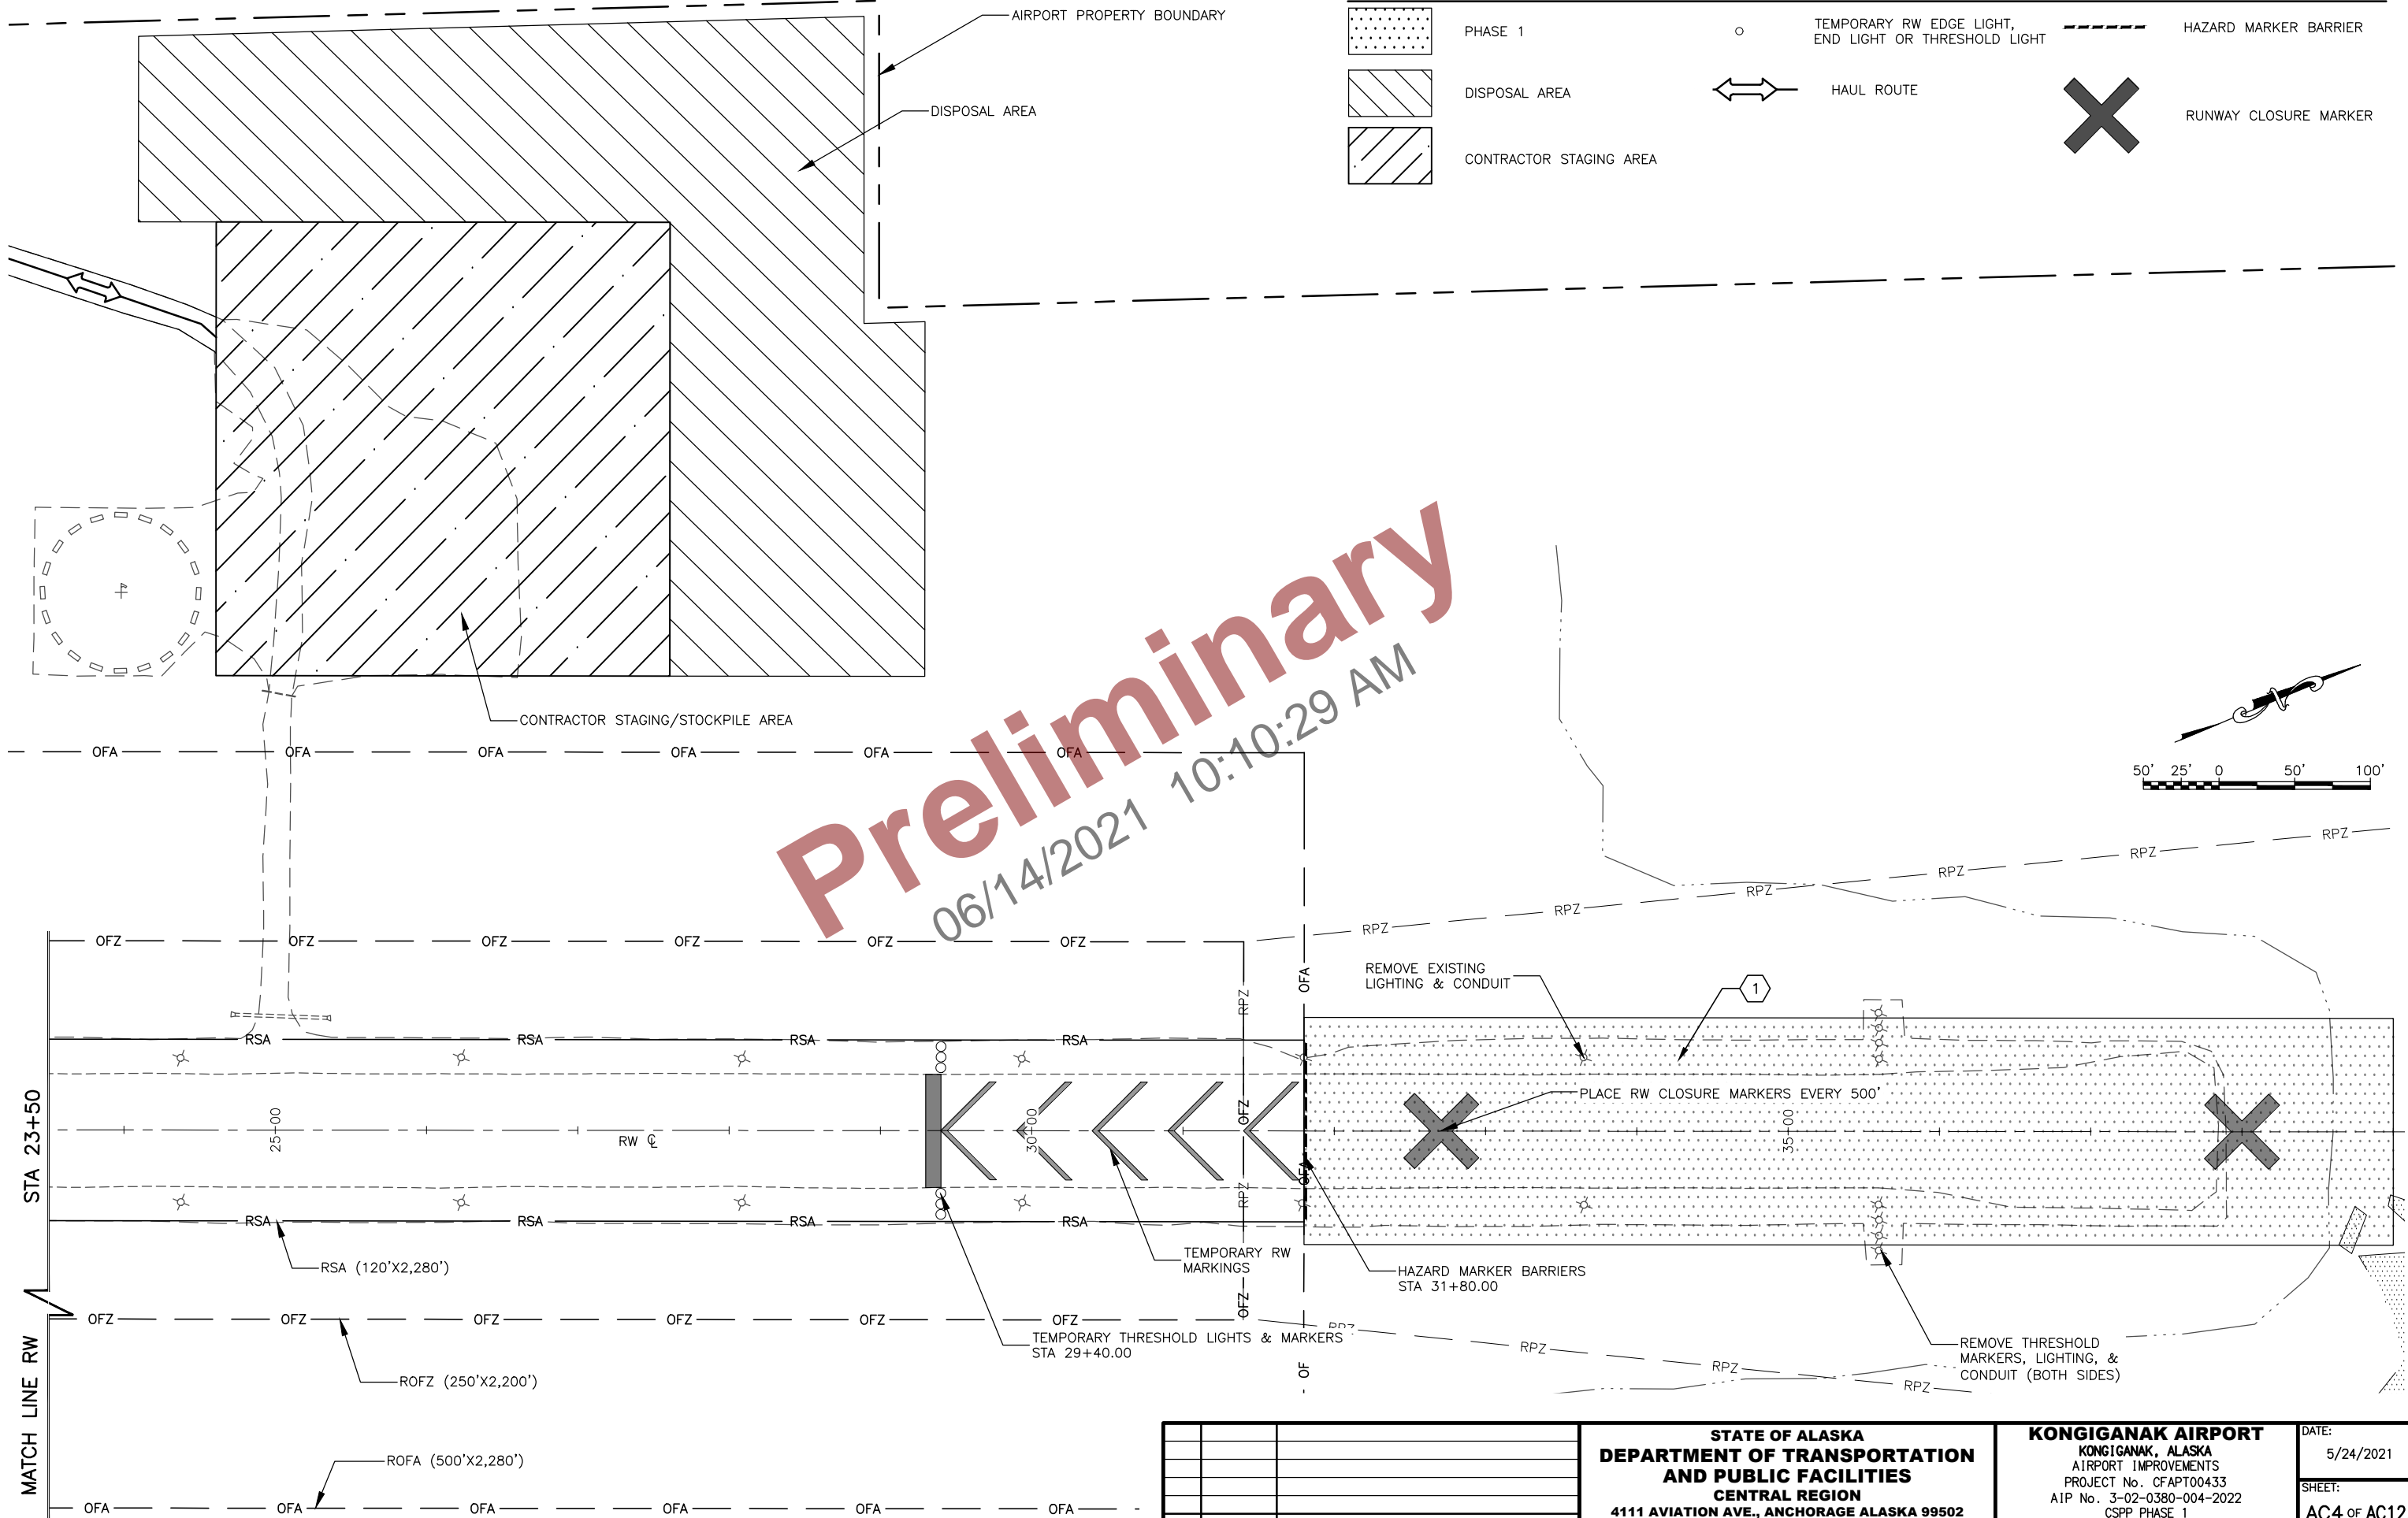 AIRPORT PROPERTY BOUNDARY
DISPOSAL AREA
PHASE 1
DISPOSAL AREA
CONTRACTOR STAGING AREA
TEMPORARY RW EDGE LIGHT,
END LIGHT OR THRESHOLD LIGHT
HAUL ROUTE
HAZARD MARKER BARRIER
RUNWAY CLOSURE MARKER
CONTRACTOR STAGING/STOCKPILE AREA
Preliminary
06/14/2021 10:10:29 AM
50' 25' 0 50' 100'
OFA OFA OFA OFA OFA OFA
RPZ RPZ RPZ RPZ RPZ RPZ
OFZ OFZ OFZ OFZ OFZ OFZ
OFA
RPZ
REMOVE EXISTING
LIGHTING & CONDUIT
1
RSA RSA RSA RSA
PLACE RW CLOSURE MARKERS EVERY 500'
STA 23+50
25+00
RW ℄
30+00
OFZ
35+00
OFA
RPZ
RSA RSA RSA RSA
RSA (120'X2,280')
TEMPORARY RW
MARKINGS
HAZARD MARKER BARRIERS
STA 31+80.00
OFZ
OFZ OFZ OFZ OFZ OFZ OFZ
RPZ RPZ RPZ RPZ
TEMPORARY THRESHOLD LIGHTS & MARKERS
STA 29+40.00
OF
REMOVE THRESHOLD
MARKERS, LIGHTING, &
CONDUIT (BOTH SIDES)
MATCH LINE RW
ROFZ (250'X2,200')
ROFA (500'X2,280')
OFA OFA OFA OFA OFA OFA
STATE OF ALASKA
DEPARTMENT OF TRANSPORTATION
AND PUBLIC FACILITIES
CENTRAL REGION
4111 AVIATION AVE., ANCHORAGE ALASKA 99502
KONGIGANAK AIRPORT
KONGIGANAK, ALASKA
AIRPORT IMPROVEMENTS
PROJECT No. CFAPT00433
AIP No. 3-02-0380-004-2022
CSPP PHASE 1
DATE:
5/24/2021
SHEET:
AC4 OF AC12